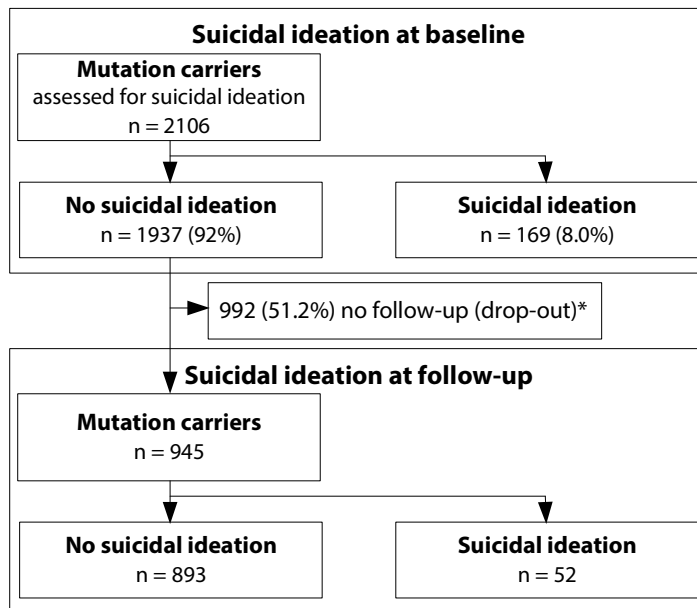 Suicidal ideation at baseline
Mutation carriers
assessed for suicidal ideation
n = 2106
No suicidal ideation
n = 1937 (92%)
Suicidal ideation
n = 169 (8.0%)
992 (51.2%) no follow-up (drop-out)*
Suicidal ideation at follow-up
Mutation carriers
n = 945
No suicidal ideation
n = 893
Suicidal ideation
n = 52